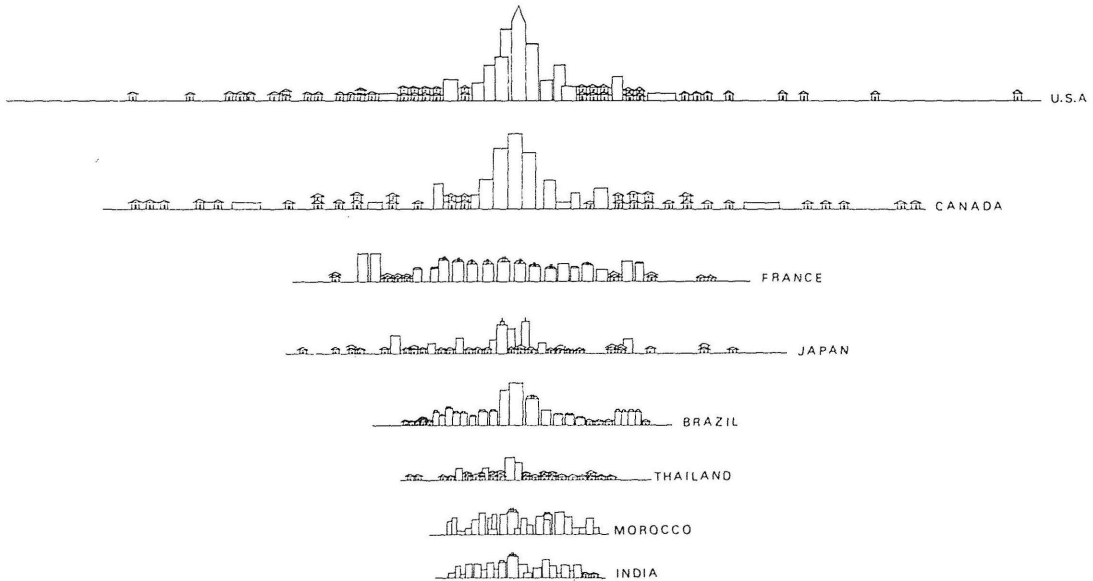 U.S.A
CANADA
FRANCE
JAPAN
BRAZIL
THAILAND
MOROCCO
INDIA